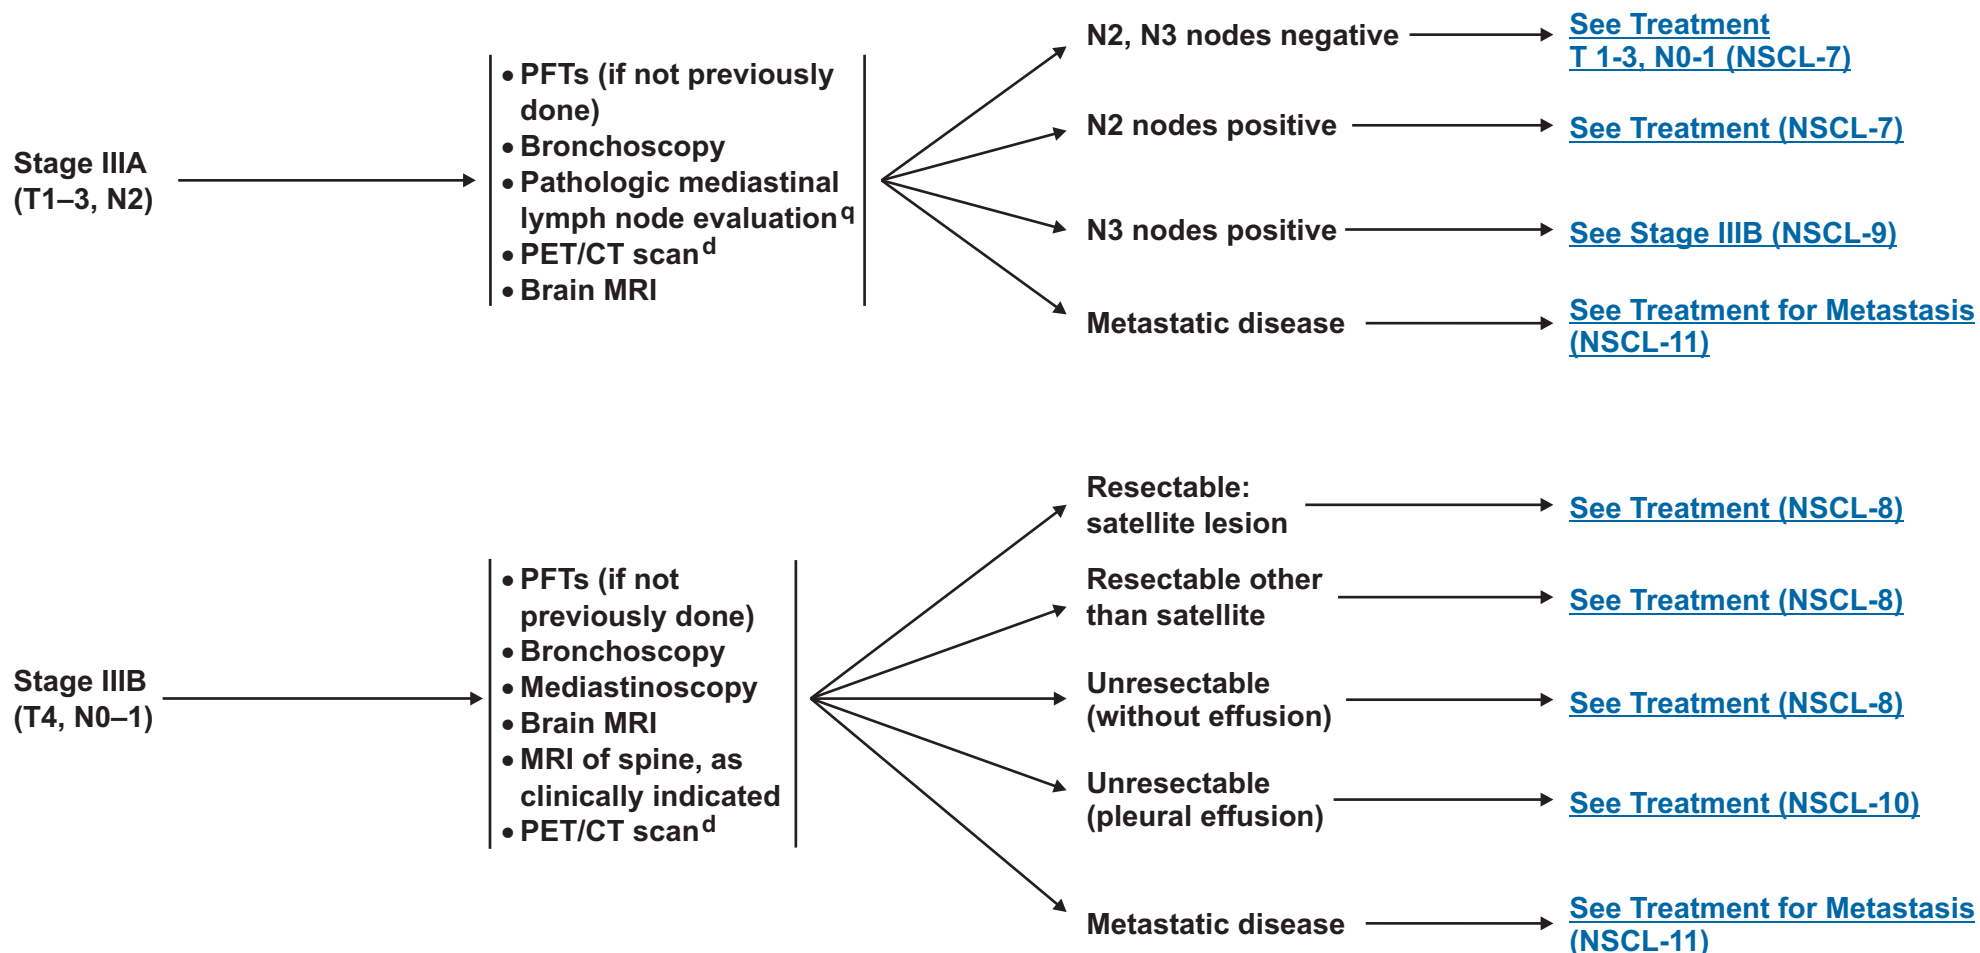 Stage IIIA
(T1–3, N2)
• PFTs (if not previously
done)
• Bronchoscopy
• Pathologic mediastinal
lymph node evaluation q
• PET/CT scan d
• Brain MRI
N2, N3 nodes negative
See Treatment
T 1-3, N0-1 (NSCL-7)
N2 nodes positive
See Treatment (NSCL-7)
N3 nodes positive
See Stage IIIB (NSCL-9)
Metastatic disease
See Treatment for Metastasis
(NSCL-11)
Stage IIIB
(T4, N0–1)
• PFTs (if not
previously done)
• Bronchoscopy
• Mediastinoscopy
• Brain MRI
• MRI of spine, as
clinically indicated
• PET/CT scan d
Resectable:
satellite lesion
See Treatment (NSCL-8)
Resectable other
than satellite
See Treatment (NSCL-8)
Unresectable
(without effusion)
See Treatment (NSCL-8)
Unresectable
(pleural effusion)
See Treatment (NSCL-10)
Metastatic disease
See Treatment for Metastasis
(NSCL-11)